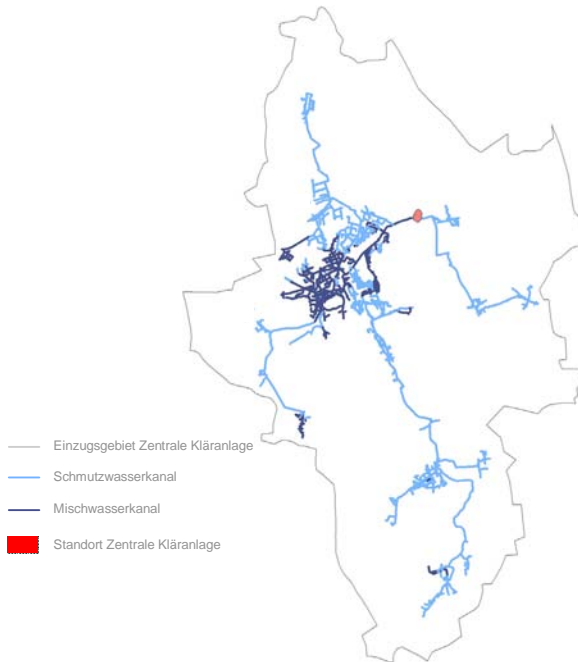 Einzugsgebiet Zentrale Kläranlage
Schmutzwasserkanal
Mischwasserkanal
Standort Zentrale Kläranlage